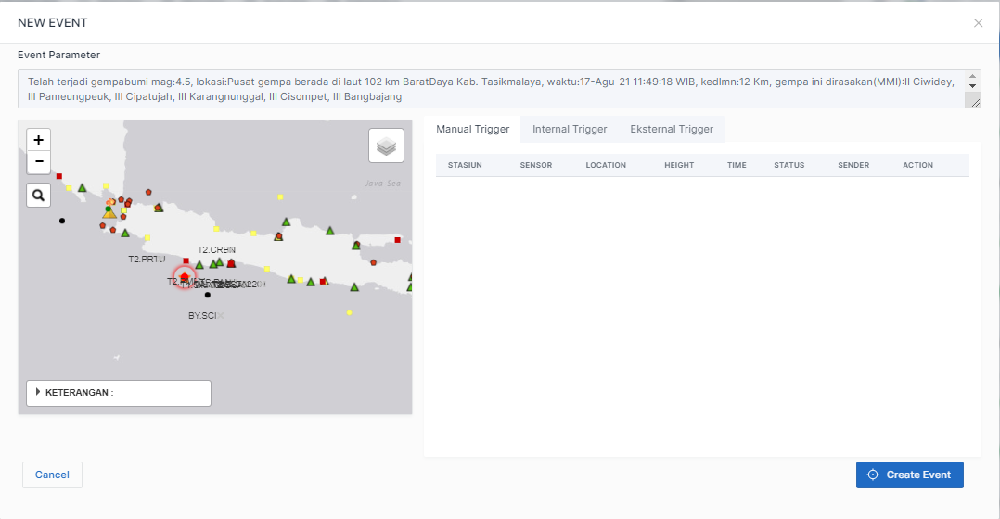 NEW EVENT
×
Event Parameter
Telah terjadi gempabumi mag:4.5, lokasi:Pusat gempa berada di laut 102 km BaratDaya Kab. Tasikmalaya, waktu:17-Agu-21 11:49:18 WIB, kedlmn:12 Km, gempa ini dirasakan(MMI):II Ciwidey,
III Pameungpeuk, III Cipatujah, III Karangnunggal, III Cisompet, III Bangbajang
+
−
Java Sea
T2.CRBN
T2.PRTU
BY.SCI
KETERANGAN :
Manual Trigger Internal Trigger Eksternal Trigger
STASIUN SENSOR LOCATION HEIGHT TIME STATUS SENDER ACTION
Cancel
Create Event